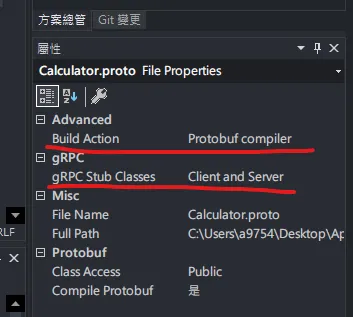 方案總管 Git 變更
屬性
Calculator.proto File Properties
Advanced
Build Action Protobuf compiler
gRPC
gRPC Stub Classes Client and Server
Misc
File Name Calculator.proto
Full Path C:\Users\a9754\Desktop\Ap
RLF
Protobuf
Class Access Public
Compile Protobuf 是